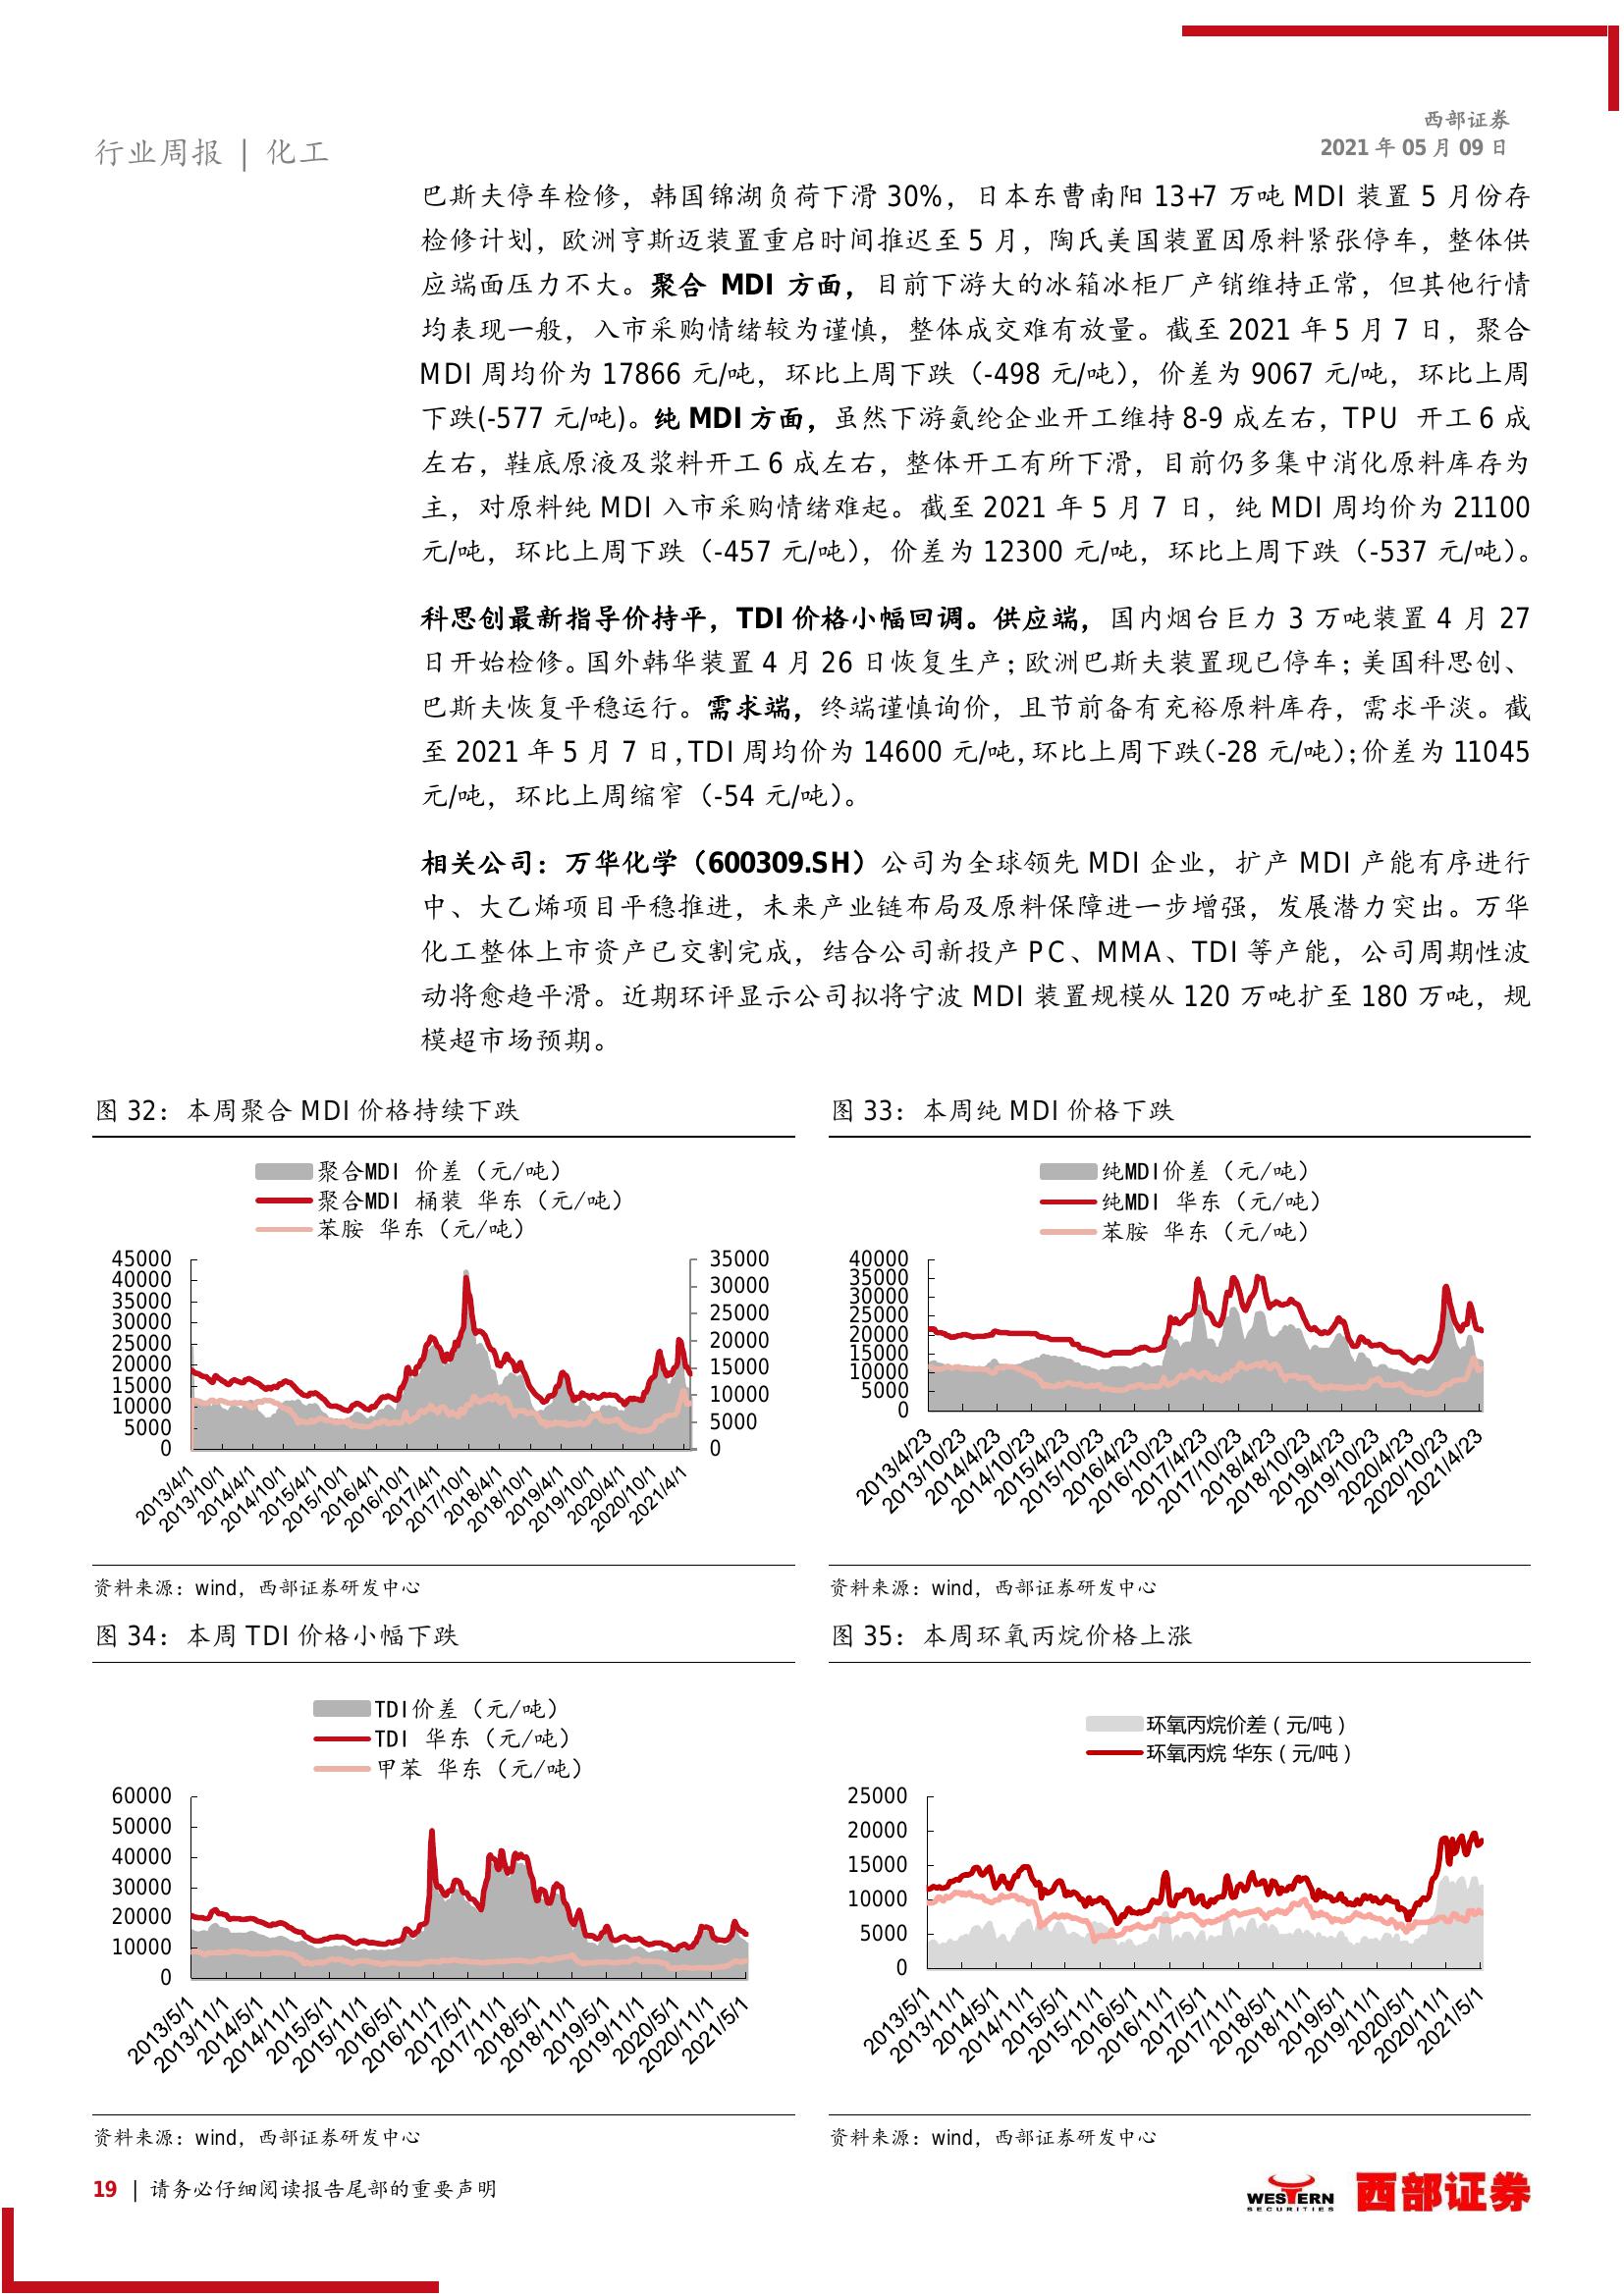 西部证券
行业周报 | 化工
2021 年 05 月 09 日
巴斯夫停车检修，韩国锦湖负荷下滑 30%，日本东曹南阳 13+7 万吨 MDI 装置 5 月份存
检修计划，欧洲亨斯迈装置重启时间推迟至 5 月，陶氏美国装置因原料紧张停车，整体供
应端面压力不大。聚合 MDI 方面，目前下游大的冰箱冰柜厂产销维持正常，但其他行情
均表现一般，入市采购情绪较为谨慎，整体成交难有放量。截至 2021 年 5 月 7 日，聚合
MDI 周均价为 17866 元/吨，环比上周下跌（-498 元/吨），价差为 9067 元/吨，环比上周
下跌(-577 元/吨)。纯 MDI 方面，虽然下游氨纶企业开工维持 8-9 成左右，TPU 开工 6 成
左右，鞋底原液及浆料开工 6 成左右，整体开工有所下滑，目前仍多集中消化原料库存为
主，对原料纯 MDI 入市采购情绪难起。截至 2021 年 5 月 7 日，纯 MDI 周均价为 21100
元/吨，环比上周下跌（-457 元/吨），价差为 12300 元/吨，环比上周下跌（-537 元/吨）。
科思创最新指导价持平，TDI 价格小幅回调。供应端，国内烟台巨力 3 万吨装置 4 月 27
日开始检修。国外韩华装置 4 月 26 日恢复生产；欧洲巴斯夫装置现已停车；美国科思创、
巴斯夫恢复平稳运行。需求端，终端谨慎询价，且节前备有充裕原料库存，需求平淡。截
至 2021 年 5 月 7 日，TDI 周均价为 14600 元/吨，环比上周下跌（-28 元/吨）；价差为 11045
元/吨，环比上周缩窄（-54 元/吨）。
相关公司：万华化学（600309.SH）公司为全球领先 MDI 企业，扩产 MDI 产能有序进行
中、大乙烯项目平稳推进，未来产业链布局及原料保障进一步增强，发展潜力突出。万华
化工整体上市资产已交割完成，结合公司新投产 PC、MMA、TDI 等产能，公司周期性波
动将愈趋平滑。近期环评显示公司拟将宁波 MDI 装置规模从 120 万吨扩至 180 万吨，规
模超市场预期。
图 32：本周聚合 MDI 价格持续下跌
聚合MDI 价差（元/吨）
聚合MDI 桶装 华东（元/吨）
苯胺 华东（元/吨）
45000
40000
35000
30000
25000
20000
15000
10000
5000
0
35000
30000
25000
20000
15000
10000
5000
0
2013/4/1
2013/10/1
2014/4/1
2014/10/1
2015/4/1
2015/10/1
2016/4/1
2016/10/1
2017/4/1
2017/10/1
2018/4/1
2018/10/1
2019/4/1
2019/10/1
2020/4/1
2020/10/1
2021/4/1
资料来源：wind，西部证券研发中心
图 33：本周纯 MDI 价格下跌
纯MDI价差（元/吨）
纯MDI 华东（元/吨）
苯胺 华东（元/吨）
40000
35000
30000
25000
20000
15000
10000
5000
0
2013/4/23
2013/10/23
2014/4/23
2014/10/23
2015/4/23
2015/10/23
2016/4/23
2016/10/23
2017/4/23
2017/10/23
2018/4/23
2018/10/23
2019/4/23
2019/10/23
2020/4/23
2020/10/23
2021/4/23
资料来源：wind，西部证券研发中心
图 34：本周 TDI 价格小幅下跌
TDI价差（元/吨）
TDI 华东（元/吨）
甲苯 华东（元/吨）
60000
50000
40000
30000
20000
10000
0
2013/5/1
2013/11/1
2014/5/1
2014/11/1
2015/5/1
2015/11/1
2016/5/1
2016/11/1
2017/5/1
2017/11/1
2018/5/1
2018/11/1
2019/5/1
2019/11/1
2020/5/1
2020/11/1
2021/5/1
资料来源：wind，西部证券研发中心
图 35：本周环氧丙烷价格上涨
环氧丙烷价差（元/吨）
环氧丙烷 华东（元/吨）
25000
20000
15000
10000
5000
0
2013/5/1
2013/11/1
2014/5/1
2014/11/1
2015/5/1
2015/11/1
2016/5/1
2016/11/1
2017/5/1
2017/11/1
2018/5/1
2018/11/1
2019/5/1
2019/11/1
2020/5/1
2020/11/1
2021/5/1
资料来源：wind，西部证券研发中心
19 | 请务必仔细阅读报告尾部的重要声明
WESTERN
SECURITIES
西部证券